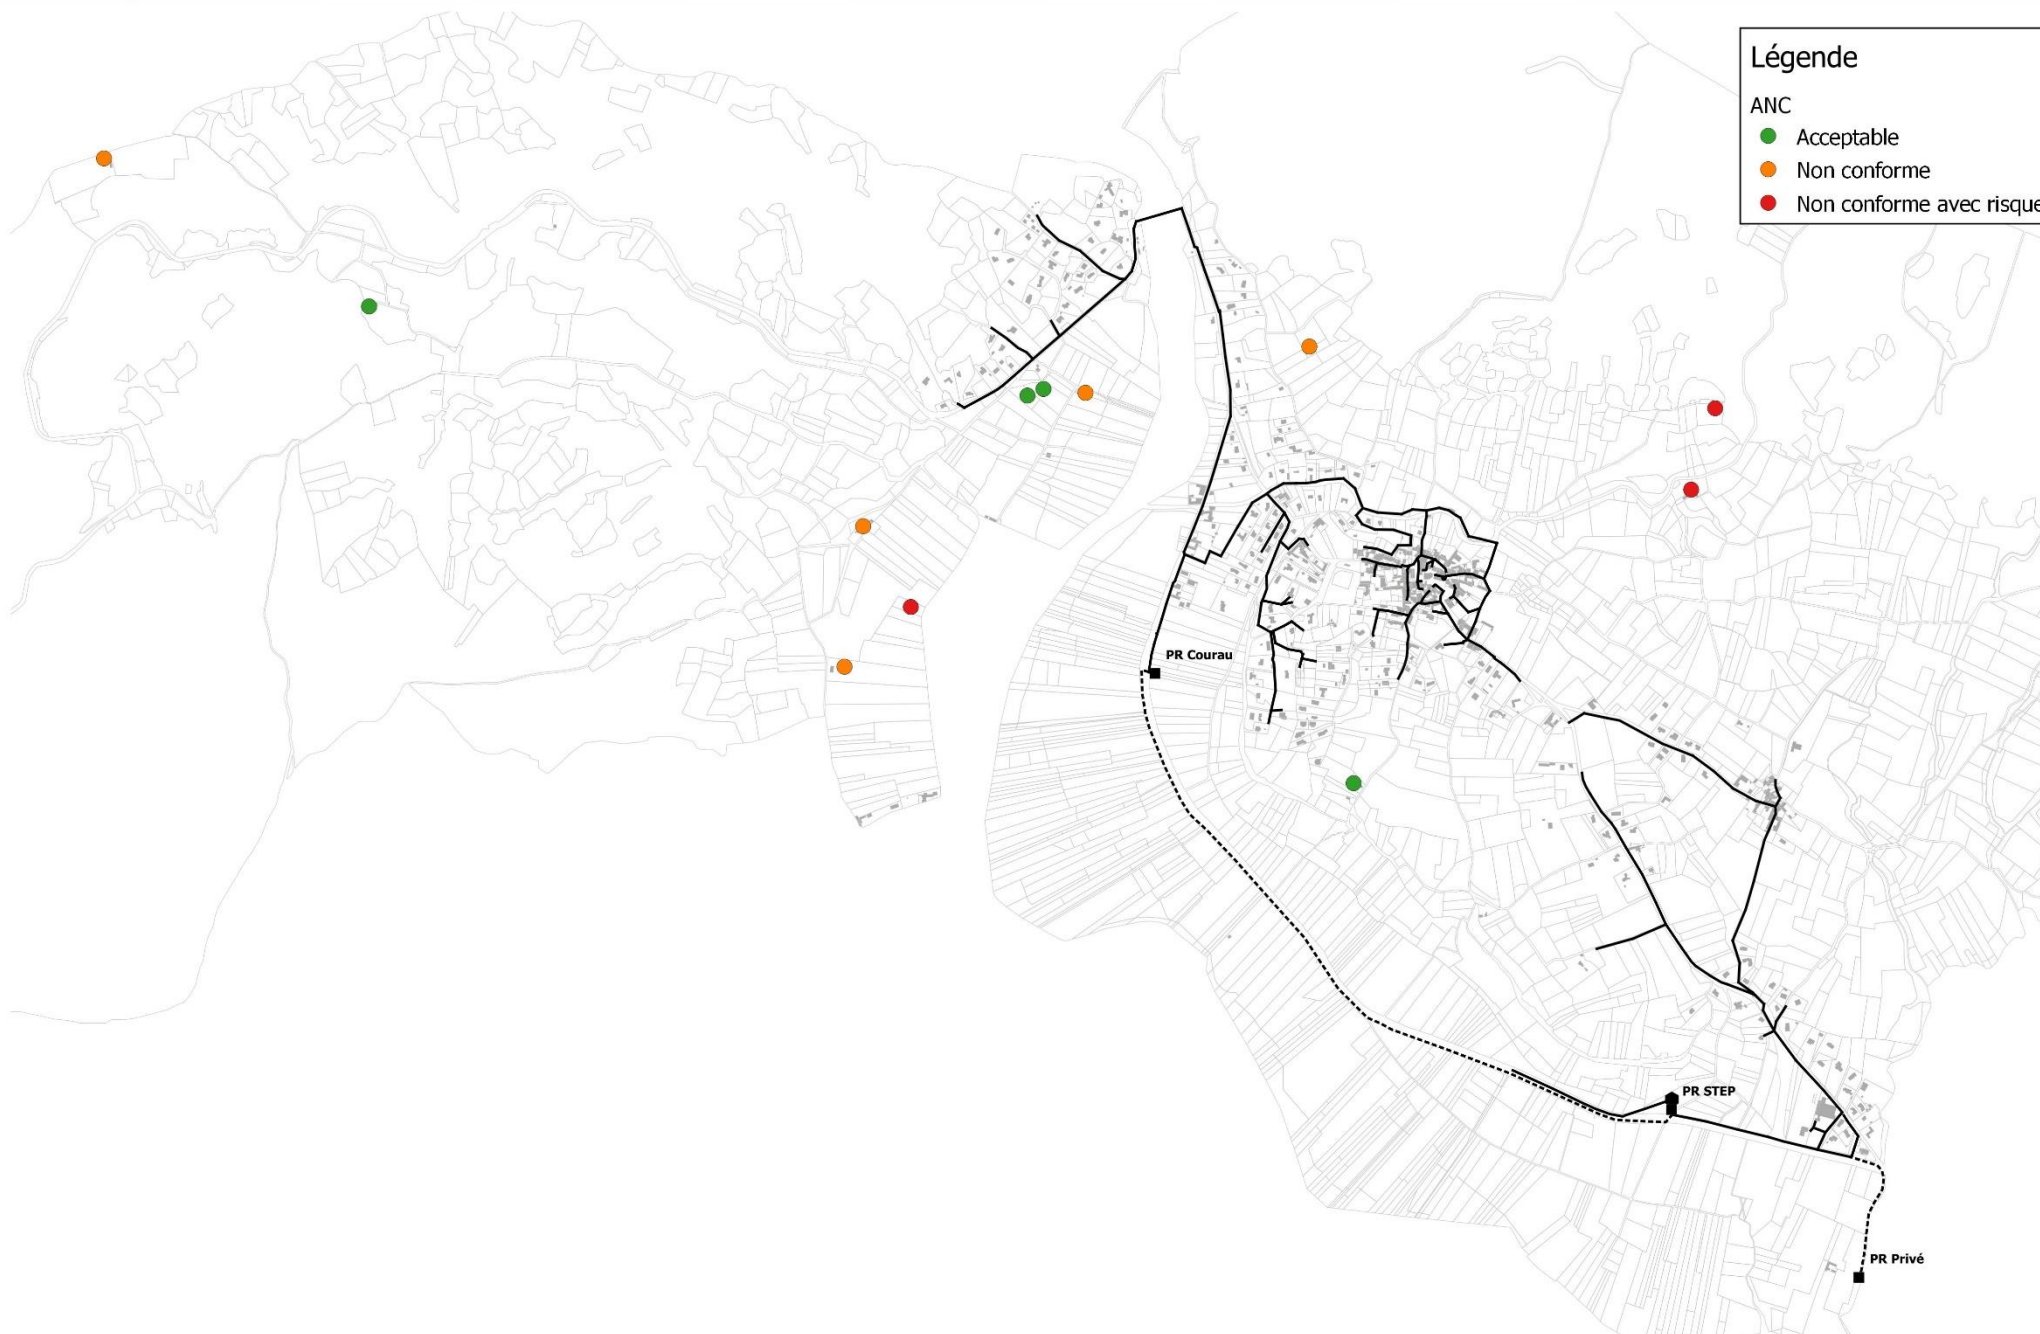 Légende
ANC
Acceptable
Non conforme
Non conforme avec risque
PR Courau
PR STEP
PR Privé